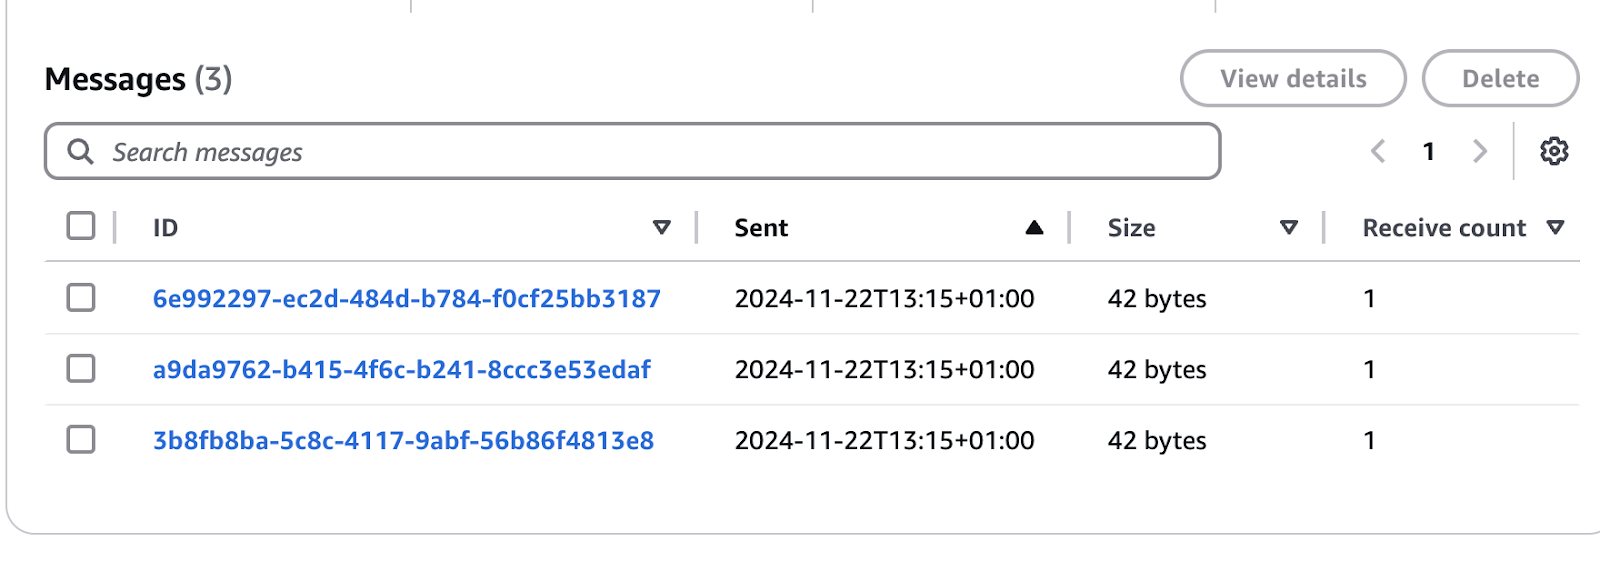 Messages (3)
View details
Delete
Search messages
1
ID
Sent
Size
Receive count
6e992297-ec2d-484d-b784-f0cf25bb3187 2024-11-22T13:15+01:00 42 bytes 1
a9da9762-b415-4f6c-b241-8ccc3e53edaf 2024-11-22T13:15+01:00 42 bytes 1
3b8fb8ba-5c8c-4117-9abf-56b86f4813e8 2024-11-22T13:15+01:00 42 bytes 1